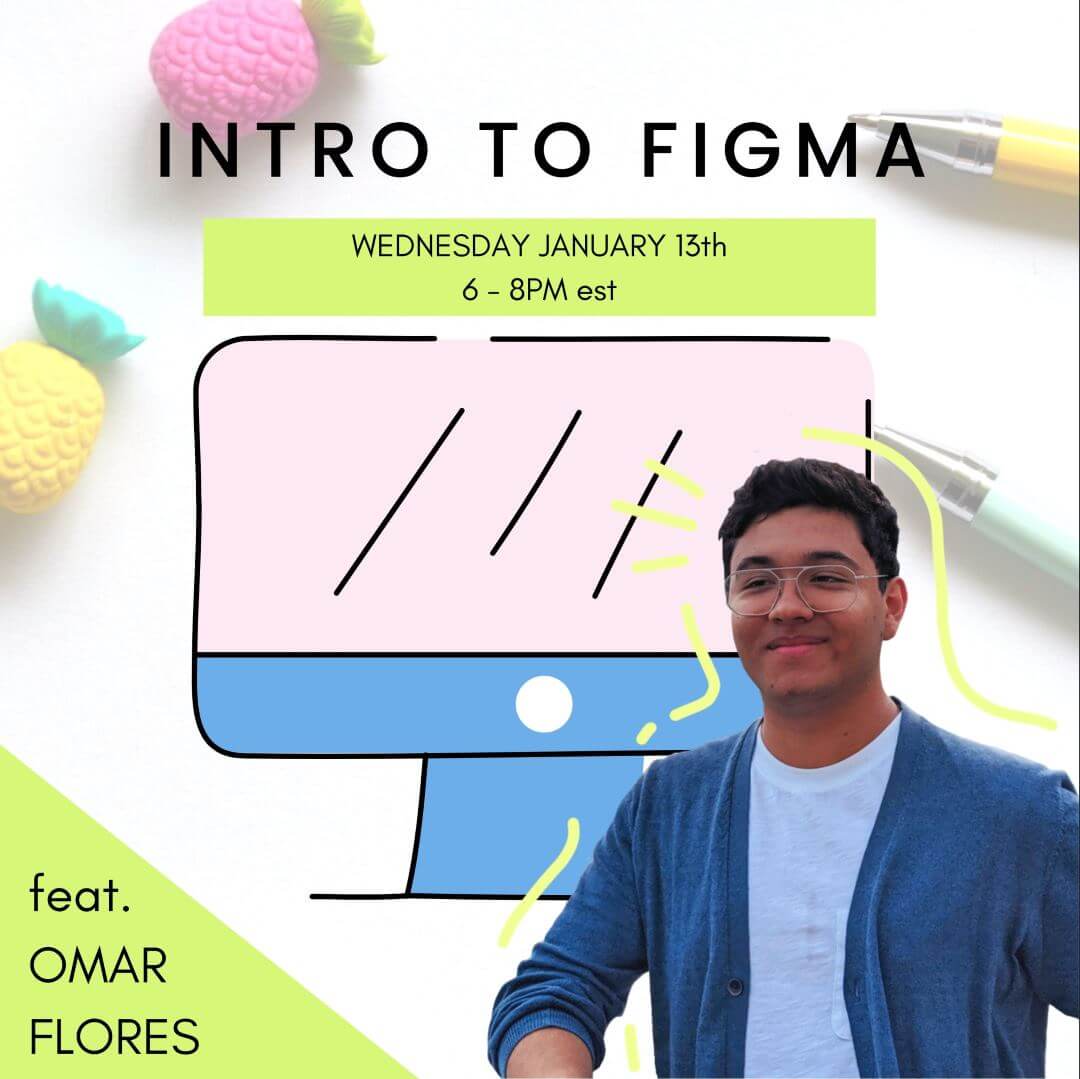 INTRO TO FIGMA
WEDNESDAY JANUARY 13th
6 - 8PM est
feat.
OMAR
FLORES